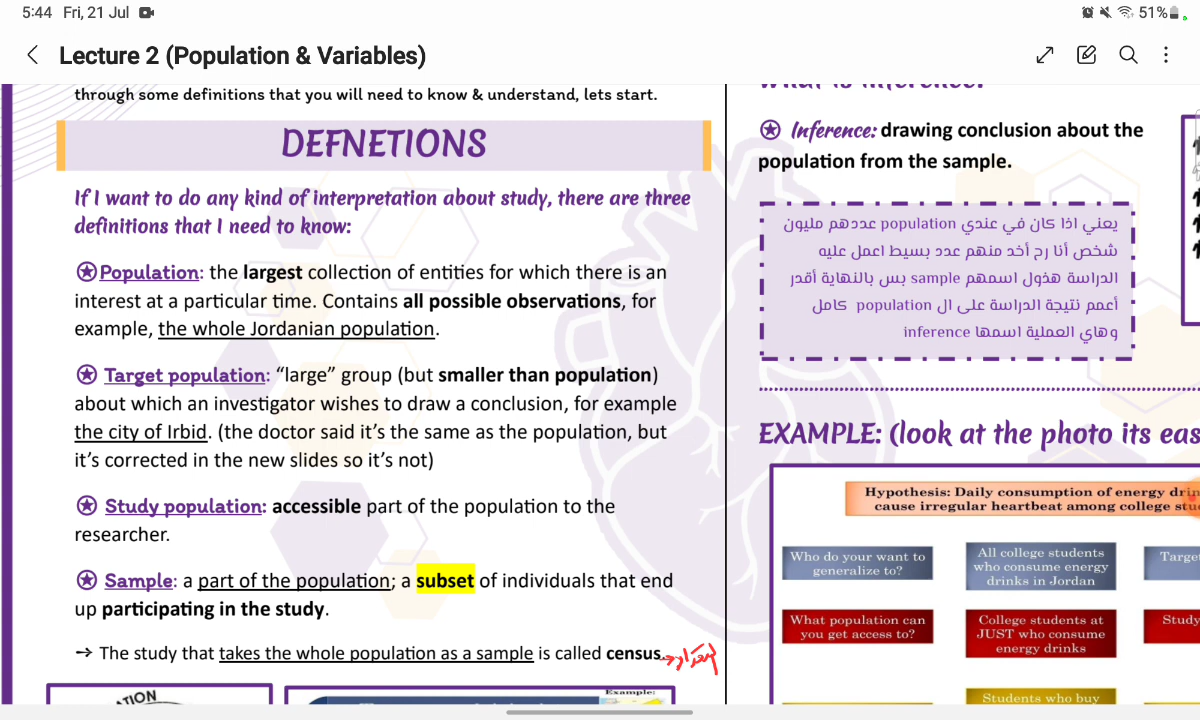 5:44 Fri, 21 Jul
51%
Lecture 2 (Population & Variables)
through some definitions that you will need to know & understand, lets start.
DEFNETIONS
If I want to do any kind of interpretation about study, there are three
definitions that I need to know:
Population: the largest collection of entities for which there is an
interest at a particular time. Contains all possible observations, for
example, the whole Jordanian population.
Target population: “large” group (but smaller than population)
about which an investigator wishes to draw a conclusion, for example
the city of Irbid. (the doctor said it’s the same as the population, but
it’s corrected in the new slides so it’s not)
Study population: accessible part of the population to the
researcher.
Sample: a part of the population; a subset of individuals that end
up participating in the study.
→ The study that takes the whole population as a sample is called census.
Example:
Inference: drawing conclusion about the
population from the sample.
يعني اذا كان في عندي population عددهم مليون
شخص أنا رح أخد منهم عدد بسيط اعمل عليه
الدراسة هذول اسمهم sample بس بالنهاية أقدر
أعمم نتيجة الدراسة على ال population كامل
وهاي العملية اسمها inference
EXAMPLE: (look at the photo its eas
Hypothesis: Daily consumption of energy drin
cause irregular heartbeat among college stu
Who do your want to
generalize to?
All college students
who consume energy
drinks in Jordan
Targe
What population can
you get access to?
College students at
JUST who consume
energy drinks
Study
Students who buy